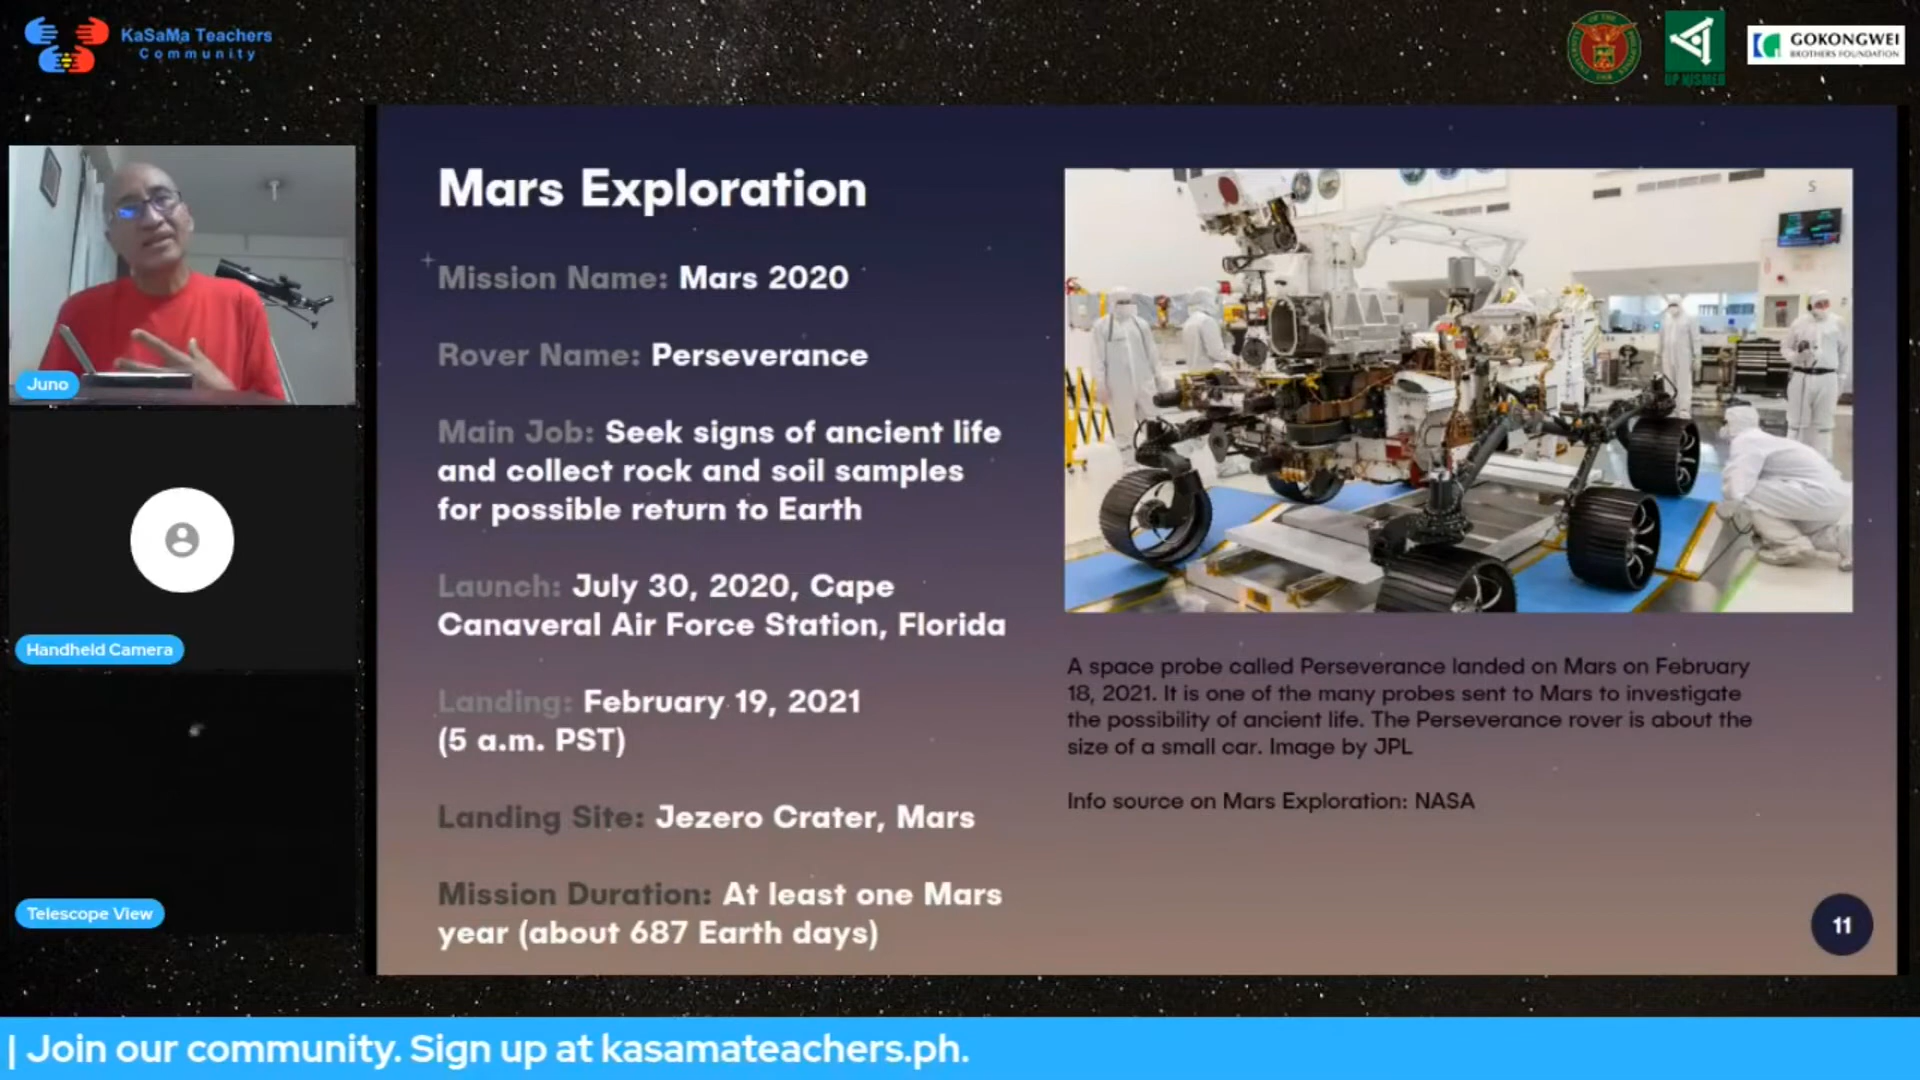 KaSaMa Teachers
Community
UP NISMED
GOKONGWEI
BROTHERS FOUNDATION
Juno
Handheld Camera
Telescope View
Mars Exploration
Mission Name: Mars 2020
Rover Name: Perseverance
Main Job: Seek signs of ancient life
and collect rock and soil samples
for possible return to Earth
Launch: July 30, 2020, Cape
Canaveral Air Force Station, Florida
Landing: February 19, 2021
(5 a.m. PST)
Landing Site: Jezero Crater, Mars
Mission Duration: At least one Mars
year (about 687 Earth days)
A space probe called Perseverance landed on Mars on February
18, 2021. It is one of the many probes sent to Mars to investigate
the possibility of ancient life. The Perseverance rover is about the
size of a small car. Image by JPL
Info source on Mars Exploration: NASA
11
| Join our community. Sign up at kasamateachers.ph.